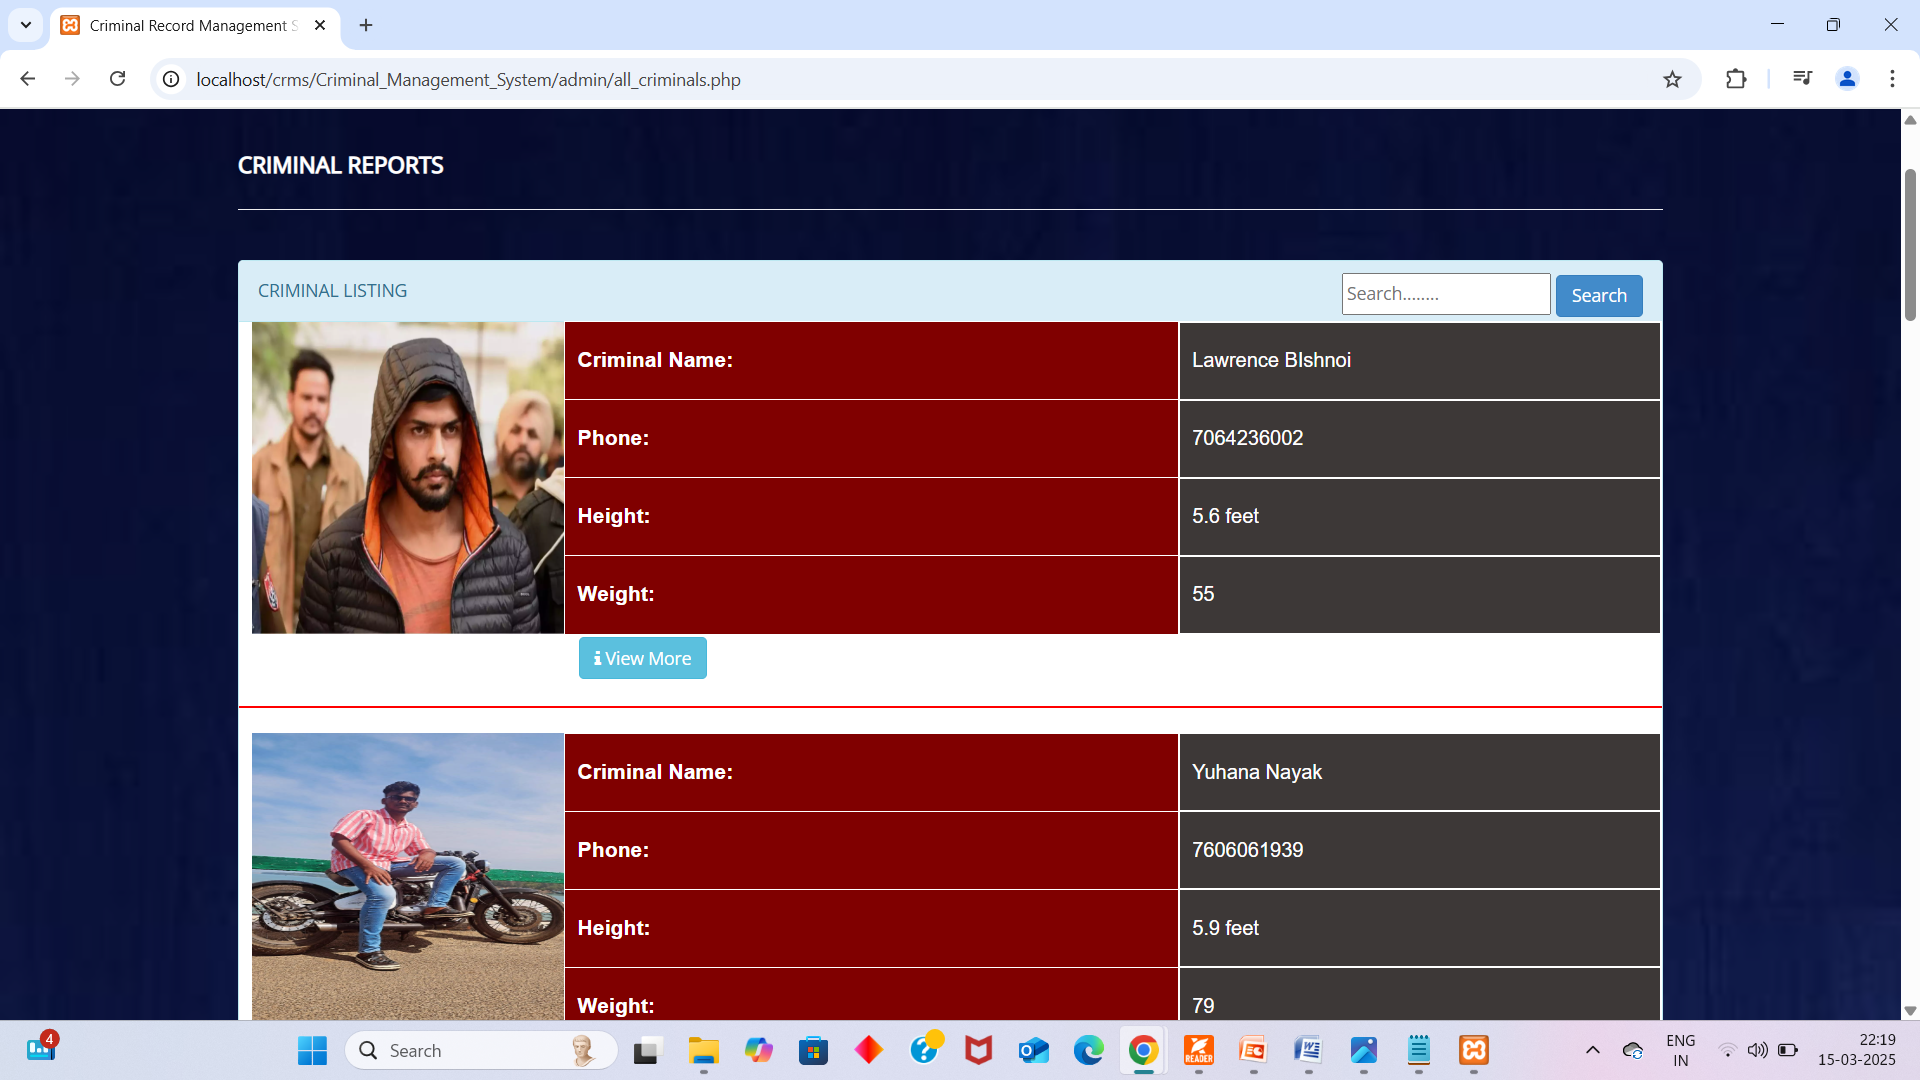 Criminal Record Management S
localhost/crms/Criminal_Management_System/admin/all_criminals.php
CRIMINAL REPORTS
CRIMINAL LISTING
Search........
Search
Criminal Name:
Lawrence BIshnoi
Phone:
7064236002
Height:
5.6 feet
Weight:
55
View More
Criminal Name:
Yuhana Nayak
Phone:
7606061939
Height:
5.9 feet
Weight:
79
4
Search
READER
ENG
IN
22:19
15-03-2025